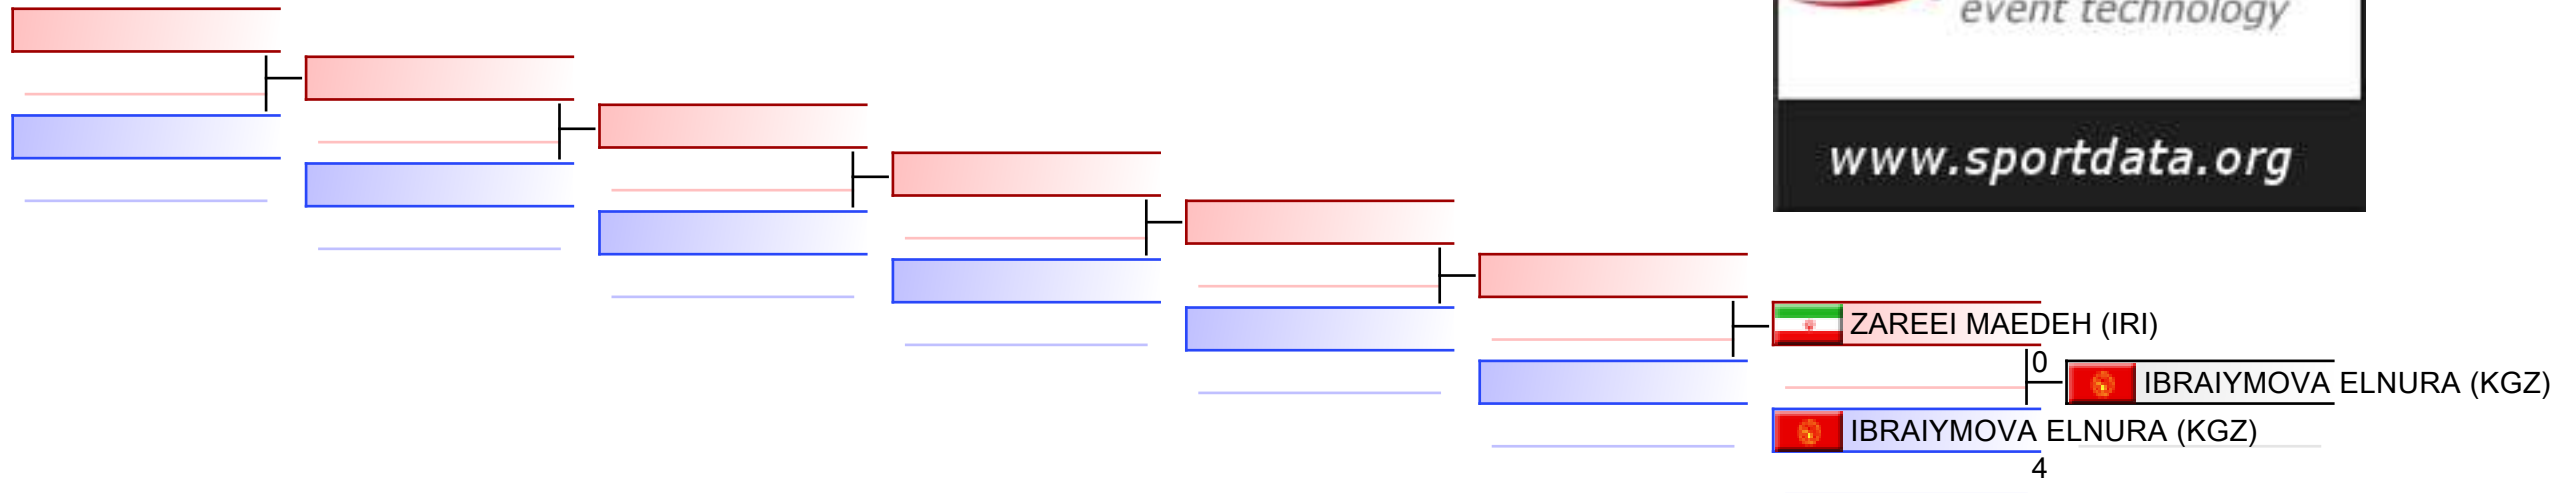 event technology
www.sportdata.org
ZAREEI MAEDEH (IRI)
0
IBRAIYMOVA ELNURA (KGZ)
IBRAIYMOVA ELNURA (KGZ)
4